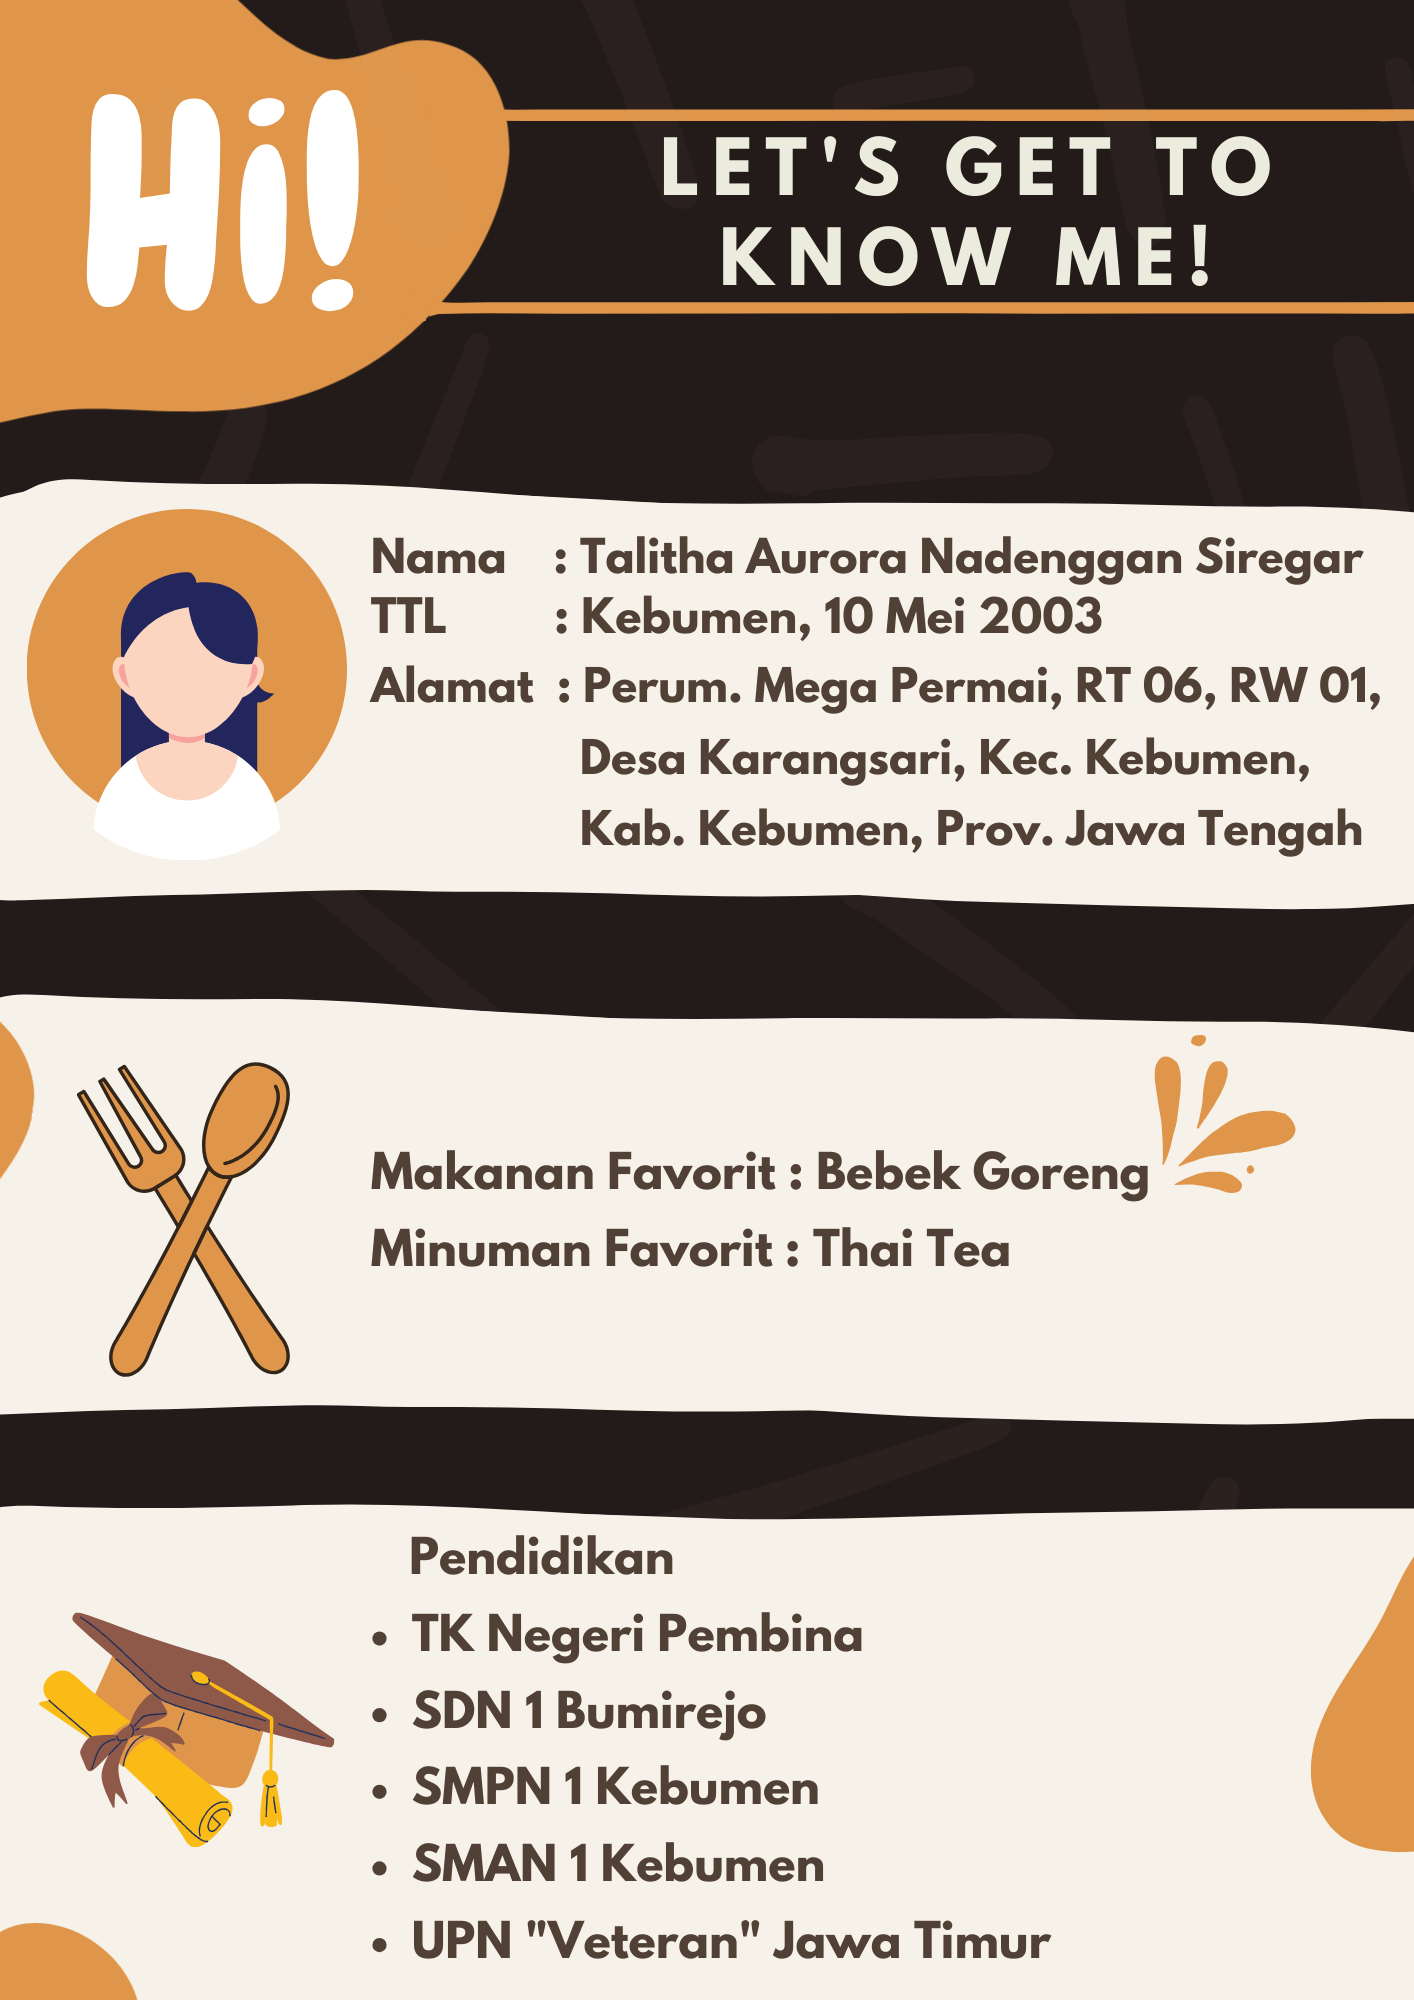 Hi!
LET'S GET TO
KNOW ME!
Nama : Talitha Aurora Nadenggan Siregar
TTL : Kebumen, 10 Mei 2003
Alamat : Perum. Mega Permai, RT 06, RW 01,
Desa Karangsari, Kec. Kebumen,
Kab. Kebumen, Prov. Jawa Tengah
Makanan Favorit : Bebek Goreng
Minuman Favorit : Thai Tea
Pendidikan
• TK Negeri Pembina
• SDN 1 Bumirejo
• SMPN 1 Kebumen
• SMAN 1 Kebumen
• UPN "Veteran" Jawa Timur